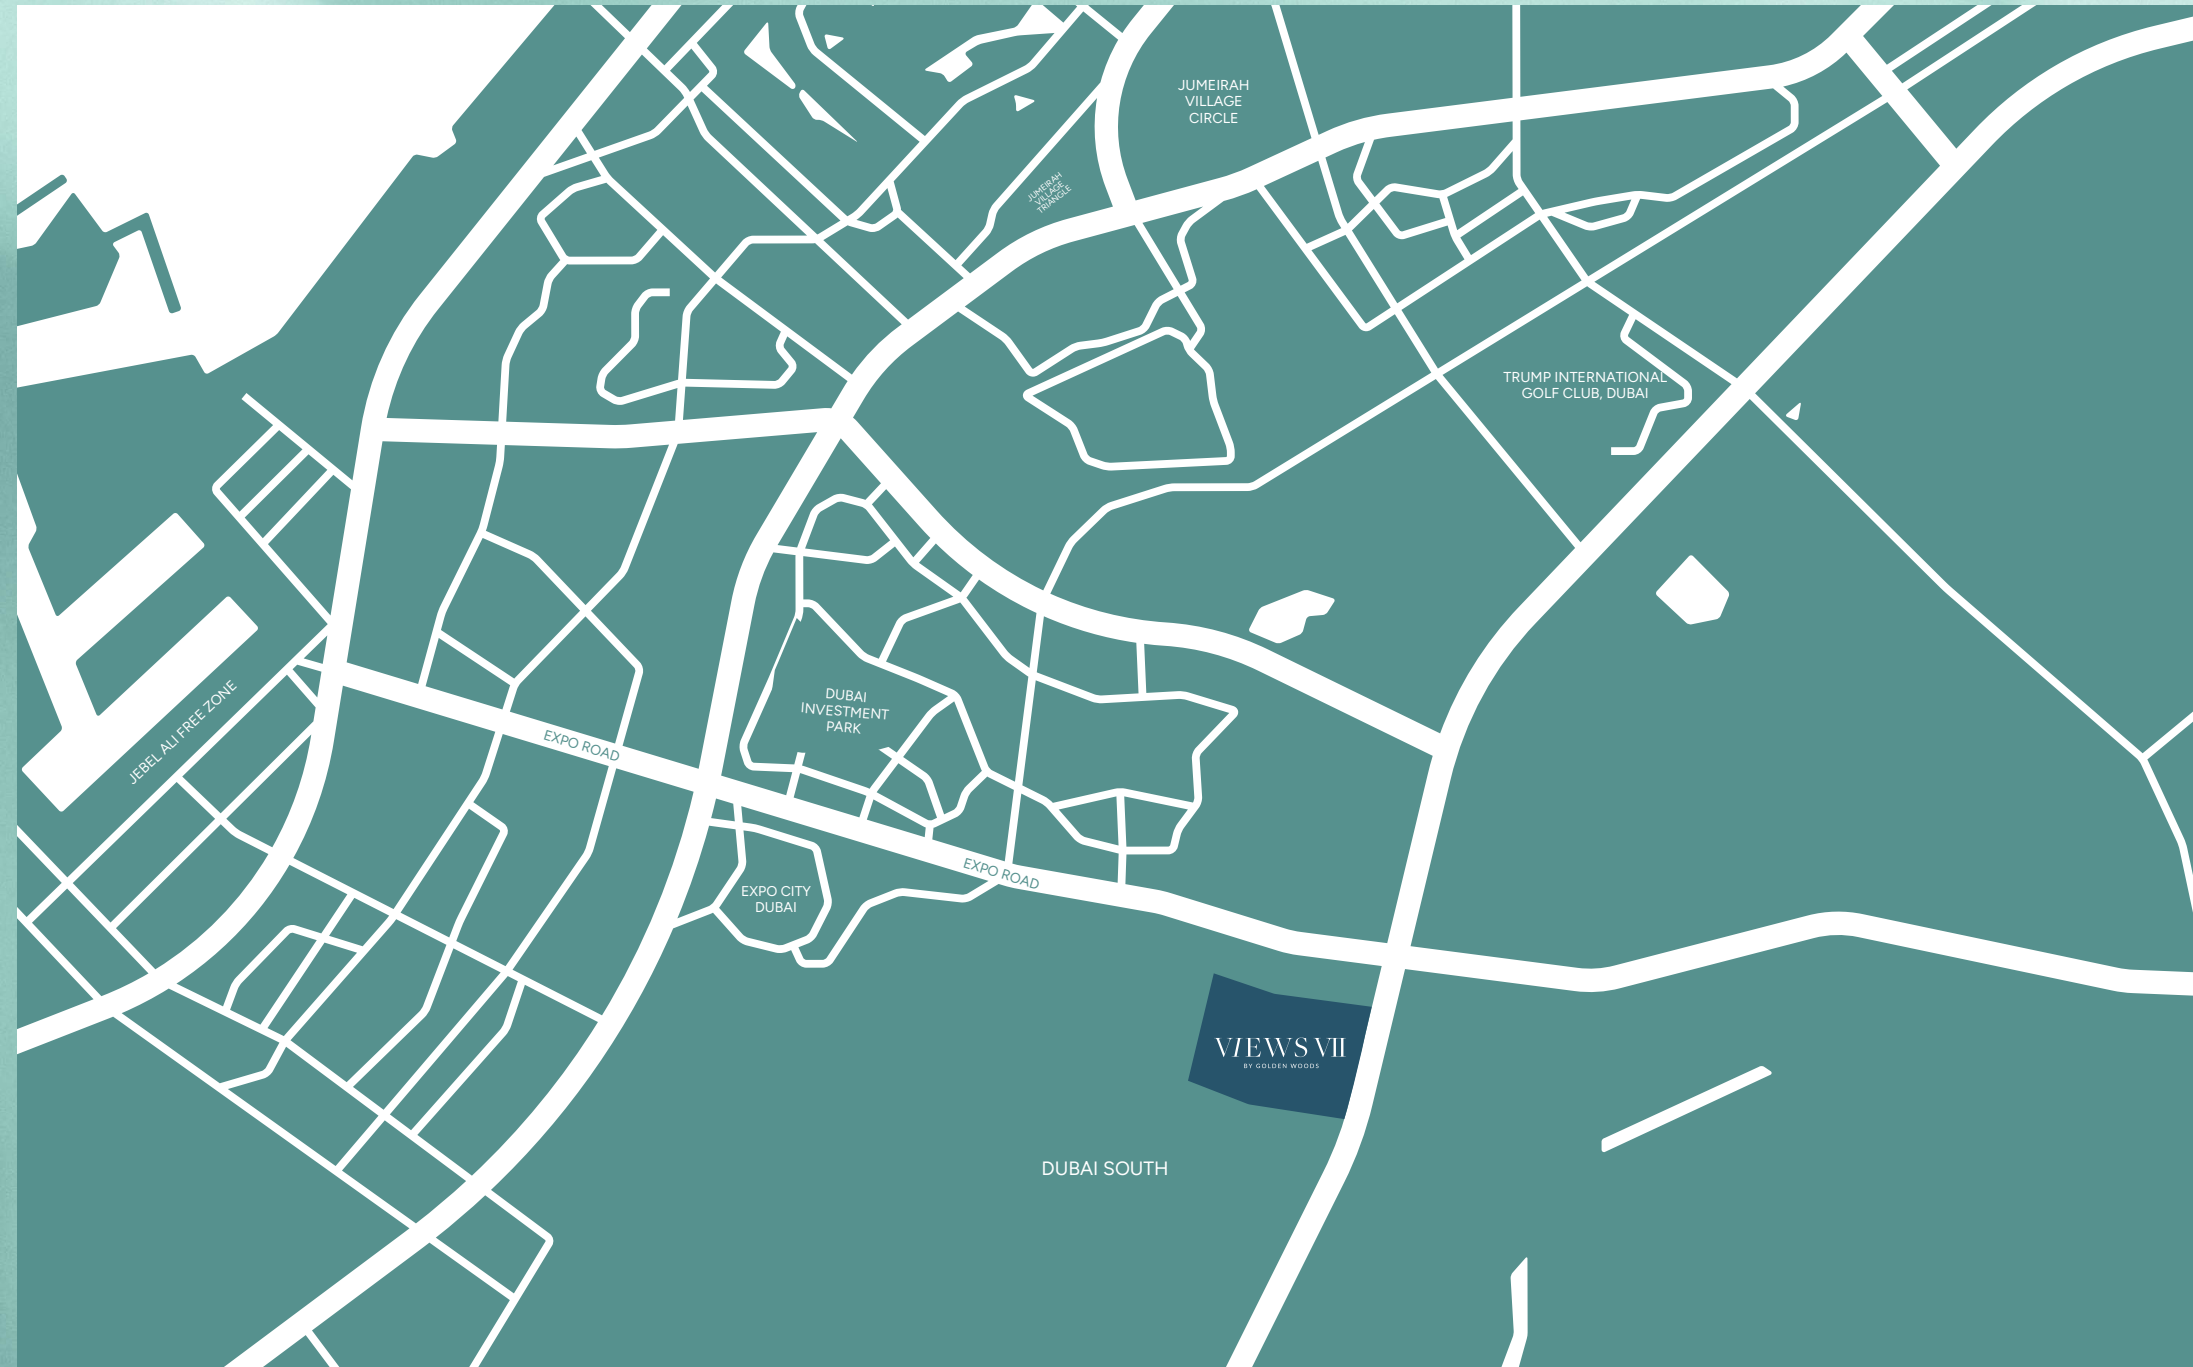 JUMEIRAH
VILLAGE
CIRCLE
JUMEIRAH
VILLAGE
TRIANGLE
TRUMP INTERNATIONAL
GOLF CLUB, DUBAI
JEBEL ALI FREE ZONE
DUBAI
INVESTMENT
PARK
EXPO ROAD
EXPO ROAD
EXPO CITY
DUBAI
VIEWS VII
BY GOLDEN WOODS
DUBAI SOUTH